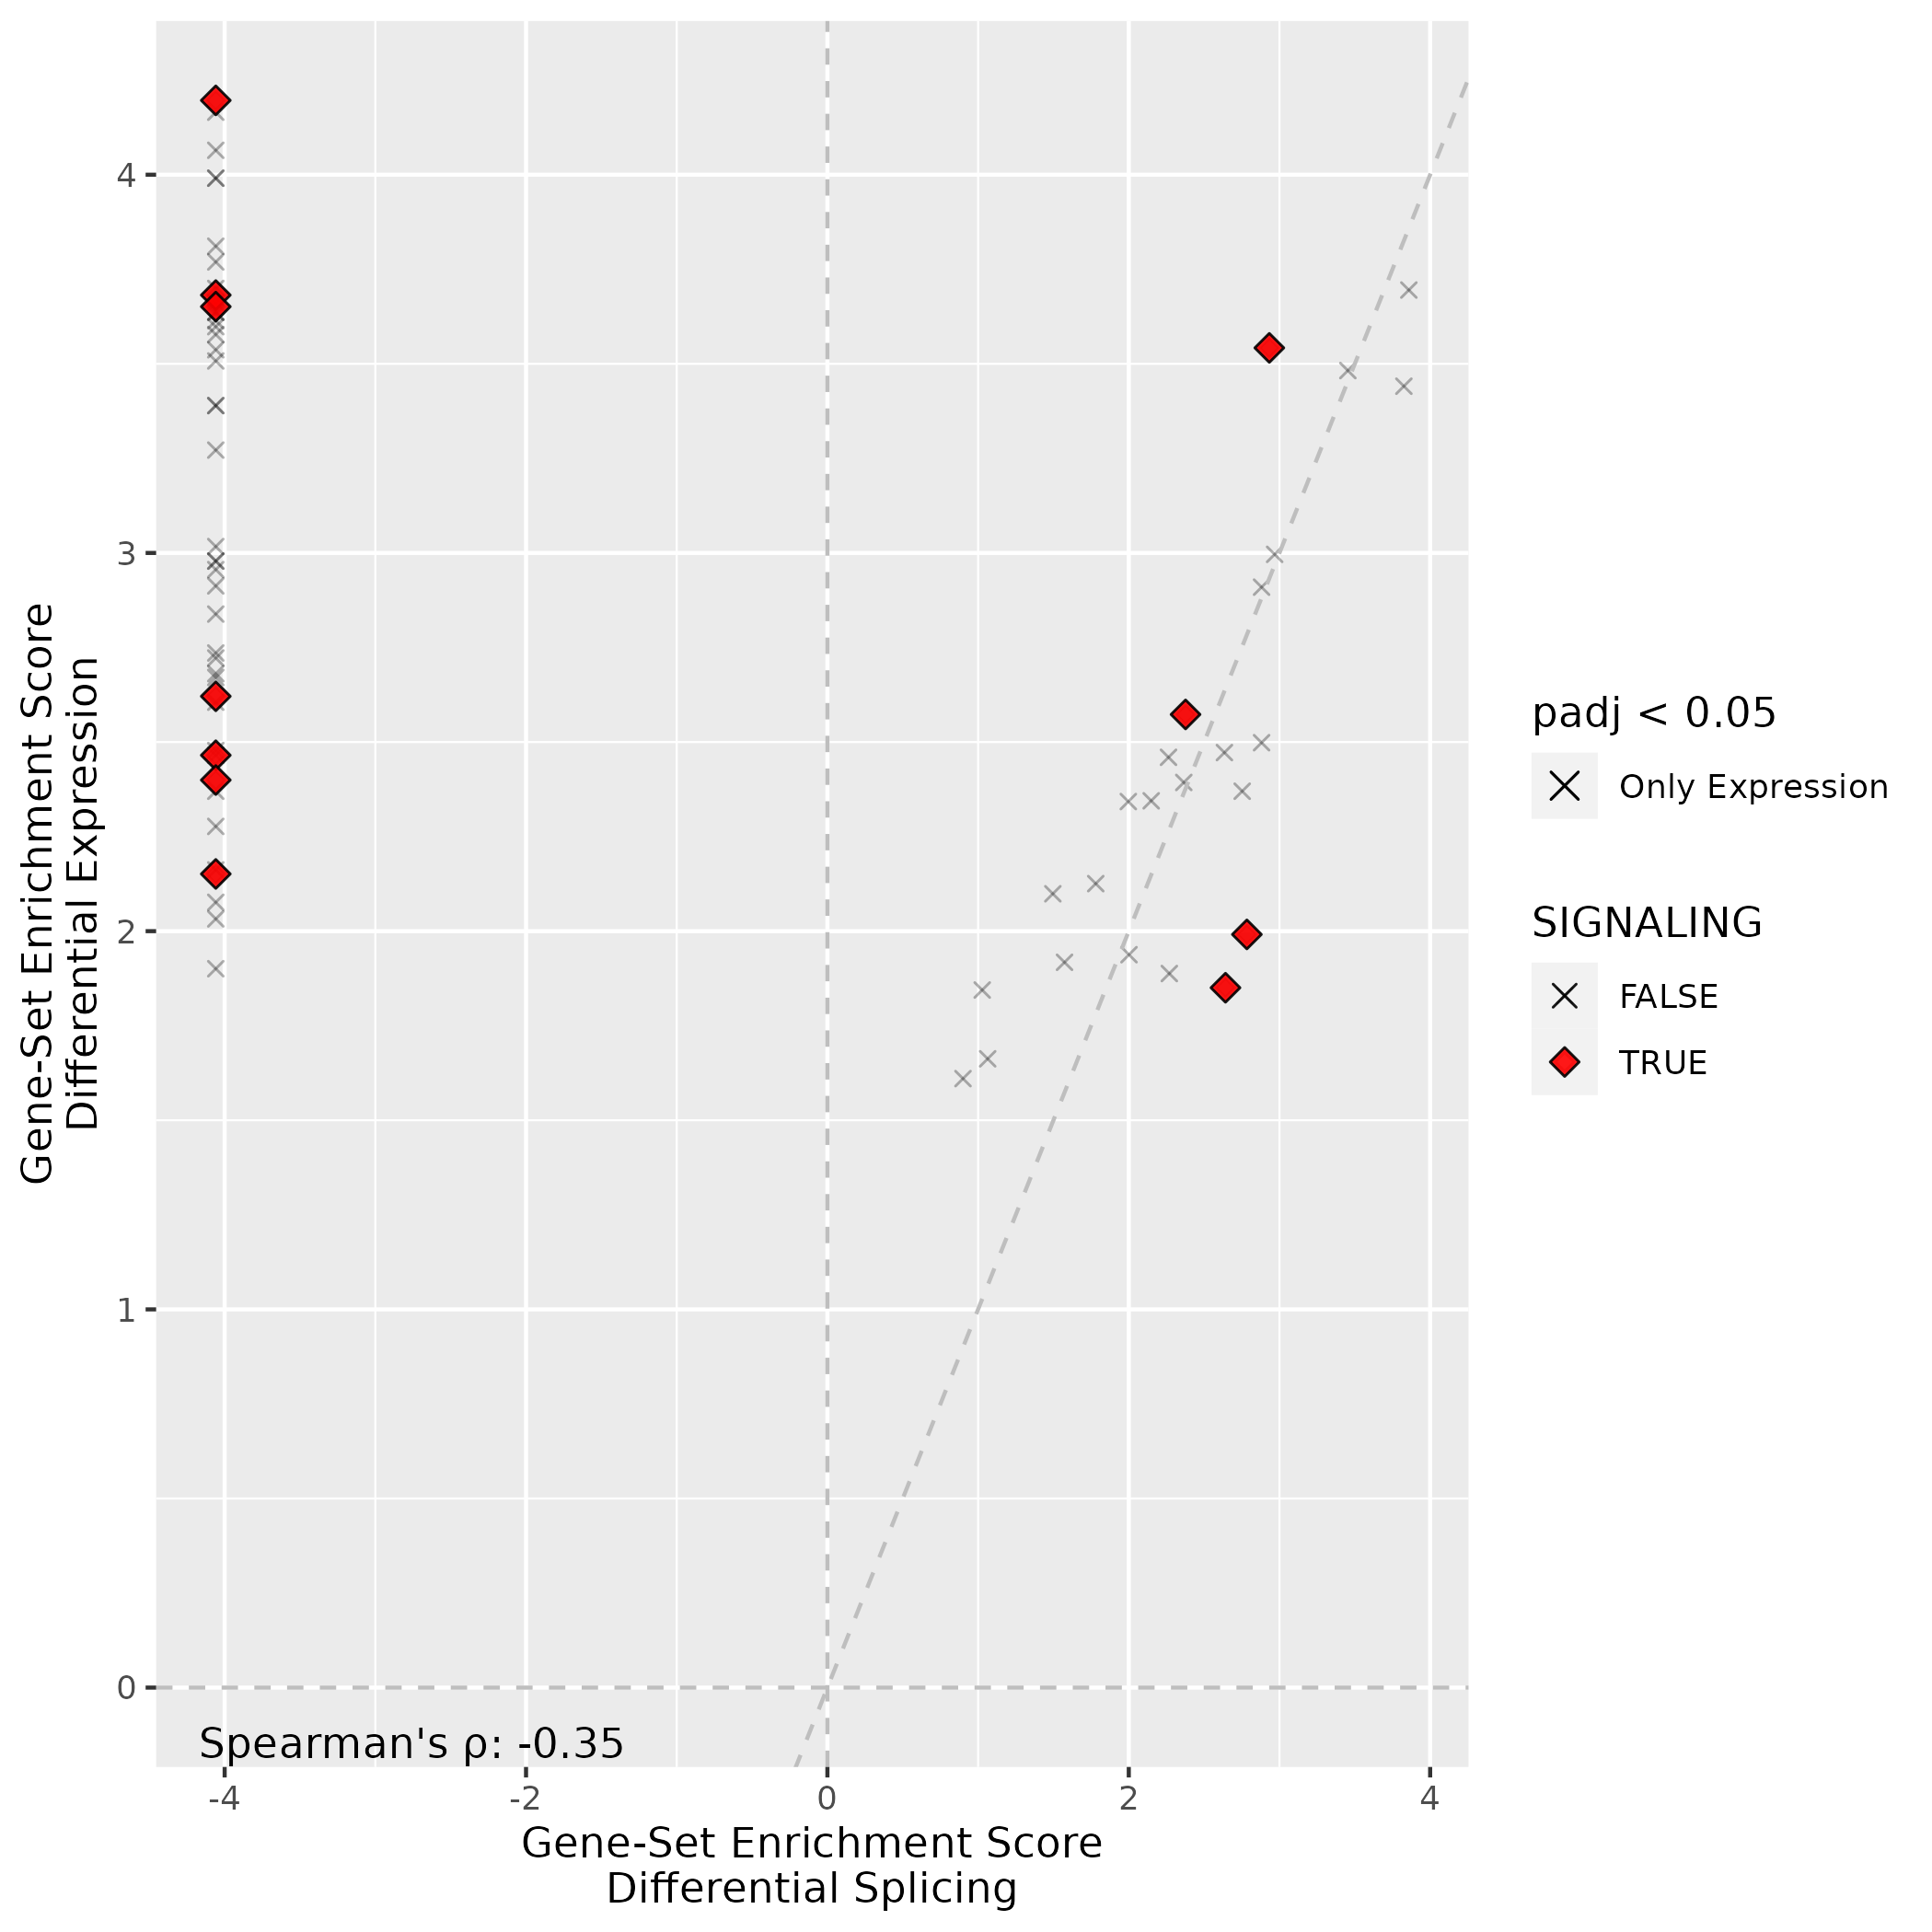 Gene-Set Enrichment Score
Differential Expression
4
3
2
1
0
Spearman's ρ: -0.35
-4
-2
0
2
4
Gene-Set Enrichment Score
Differential Splicing
padj < 0.05
Only Expression
SIGNALING
FALSE
TRUE